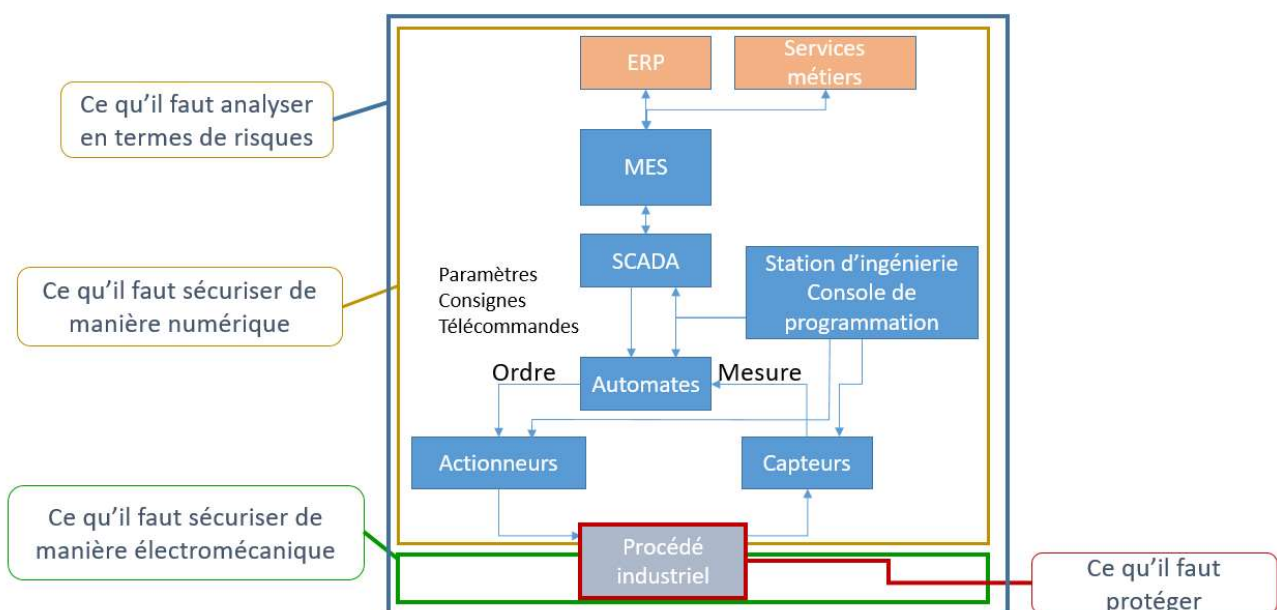 ERP
Services
métiers
Ce qu'il faut analyser
en termes de risques
MES
SCADA
Station d'ingénierie
Console de
programmation
Paramètres
Consignes
Télécommandes
Ce qu'il faut sécuriser de
manière numérique
Ordre
Automates
Mesure
Actionneurs
Capteurs
Ce qu'il faut sécuriser de
manière électromécanique
Procédé
industriel
Ce qu'il faut
protéger